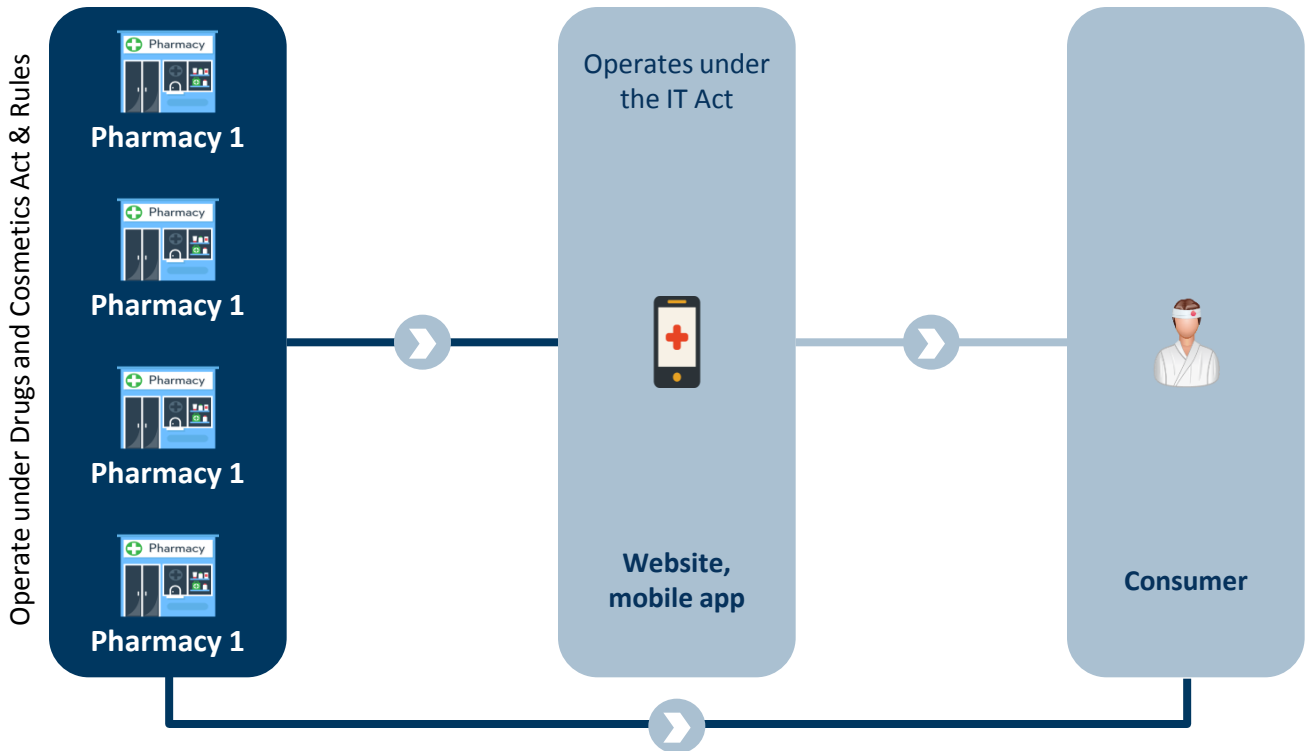 Operate under Drugs and Cosmetics Act & Rules
Pharmacy
Pharmacy 1
Pharmacy
Pharmacy 1
Pharmacy
Pharmacy 1
Pharmacy
Pharmacy 1
Operates under
the IT Act
Website,
mobile app
Consumer